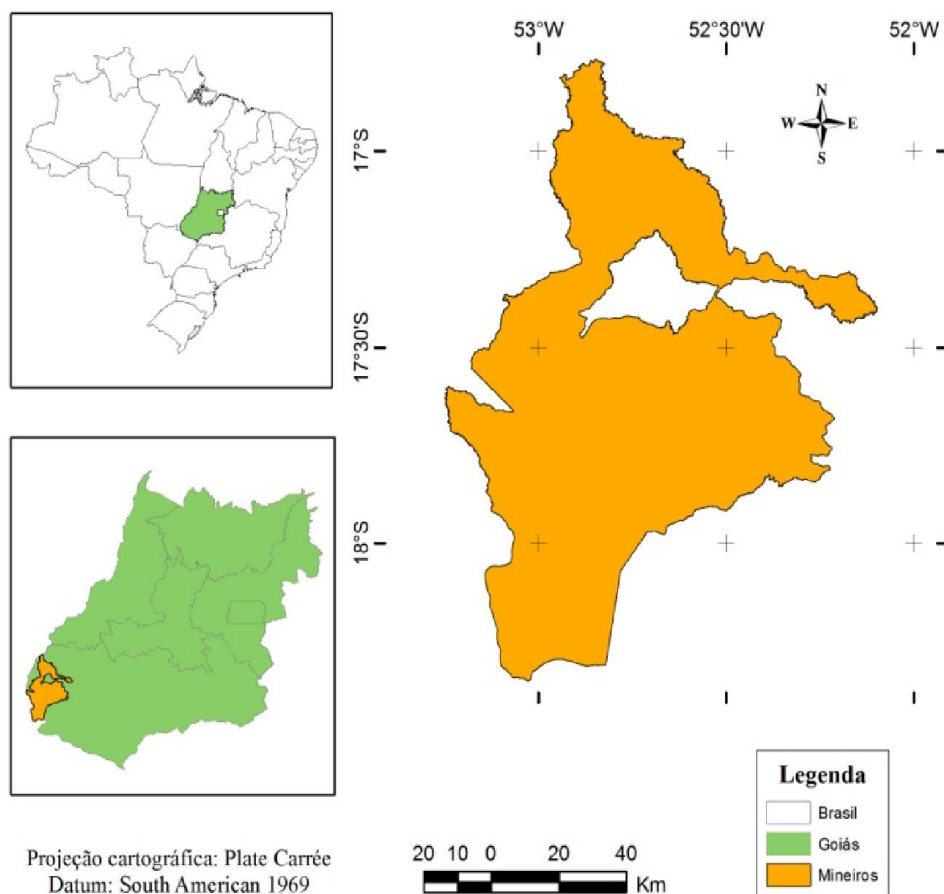 53°W 52°30'W 52°W
N
W E
S
17°S
17°30'S
18°S
Legenda
Brasil
Goiás
Mineiros
Projeção cartográfica: Plate Carrée
Datum: South American 1969
20 10 0 20 40
Km